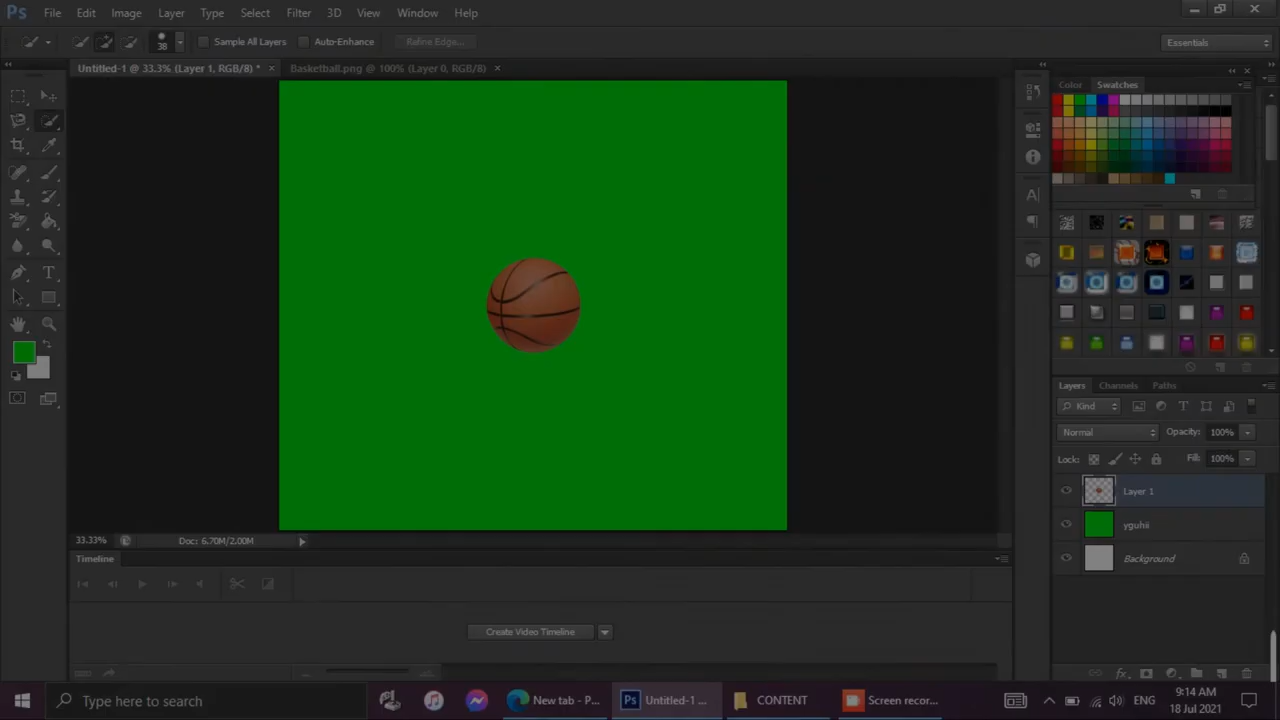 Ps File Edit Image Layer Type Select Filter 3D View Window Help
38 Sample All Layers Auto-Enhance Refine Edge... Essentials
Untitled-1 @ 33.3% (Layer 1, RGB/8) * × Basketball.png @ 100% (Layer 0, RGB/8) ×
Color Swatches
Layers Channels Paths
Kind
Normal Opacity: 100%
Lock: Fill: 100%
Layer 1
yguhii
Background
33.33% Doc: 6.70M/2.00M
Timeline
Create Video Timeline
Type here to search New tab - P... Ps Untitled-1 ... CONTENT Screen recor... ENG 9:14 AM
18 Jul 2021